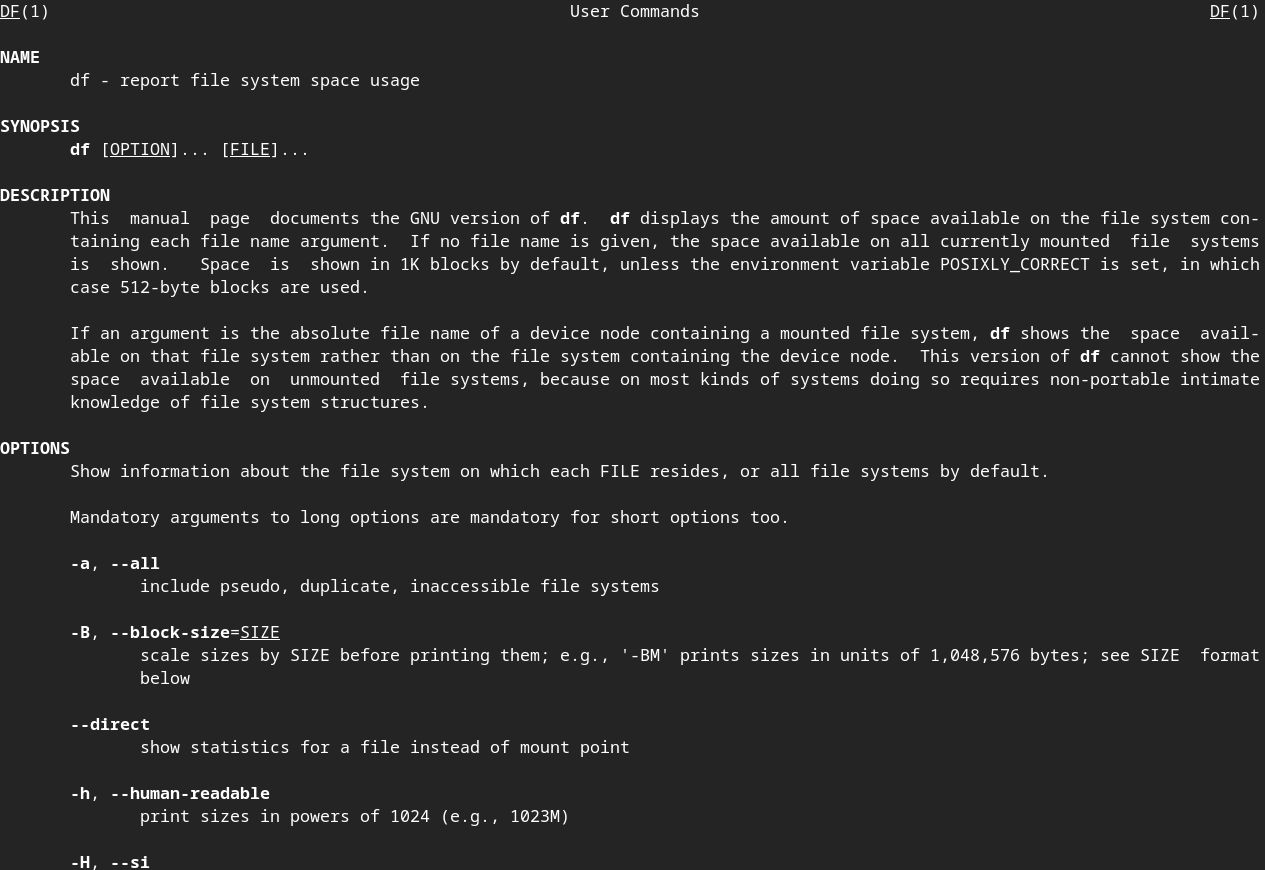 DF(1) User Commands DF(1)
NAME
df - report file system space usage
SYNOPSIS
df [OPTION]... [FILE]...
DESCRIPTION
This manual page documents the GNU version of df. df displays the amount of space available on the file system con-
taining each file name argument. If no file name is given, the space available on all currently mounted file systems
is shown. Space is shown in 1K blocks by default, unless the environment variable POSIXLY_CORRECT is set, in which
case 512-byte blocks are used.
If an argument is the absolute file name of a device node containing a mounted file system, df shows the space avail-
able on that file system rather than on the file system containing the device node. This version of df cannot show the
space available on unmounted file systems, because on most kinds of systems doing so requires non-portable intimate
knowledge of file system structures.
OPTIONS
Show information about the file system on which each FILE resides, or all file systems by default.
Mandatory arguments to long options are mandatory for short options too.
-a, --all
include pseudo, duplicate, inaccessible file systems
-B, --block-size=SIZE
scale sizes by SIZE before printing them; e.g., '-BM' prints sizes in units of 1,048,576 bytes; see SIZE format
below
--direct
show statistics for a file instead of mount point
-h, --human-readable
print sizes in powers of 1024 (e.g., 1023M)
-H, --si